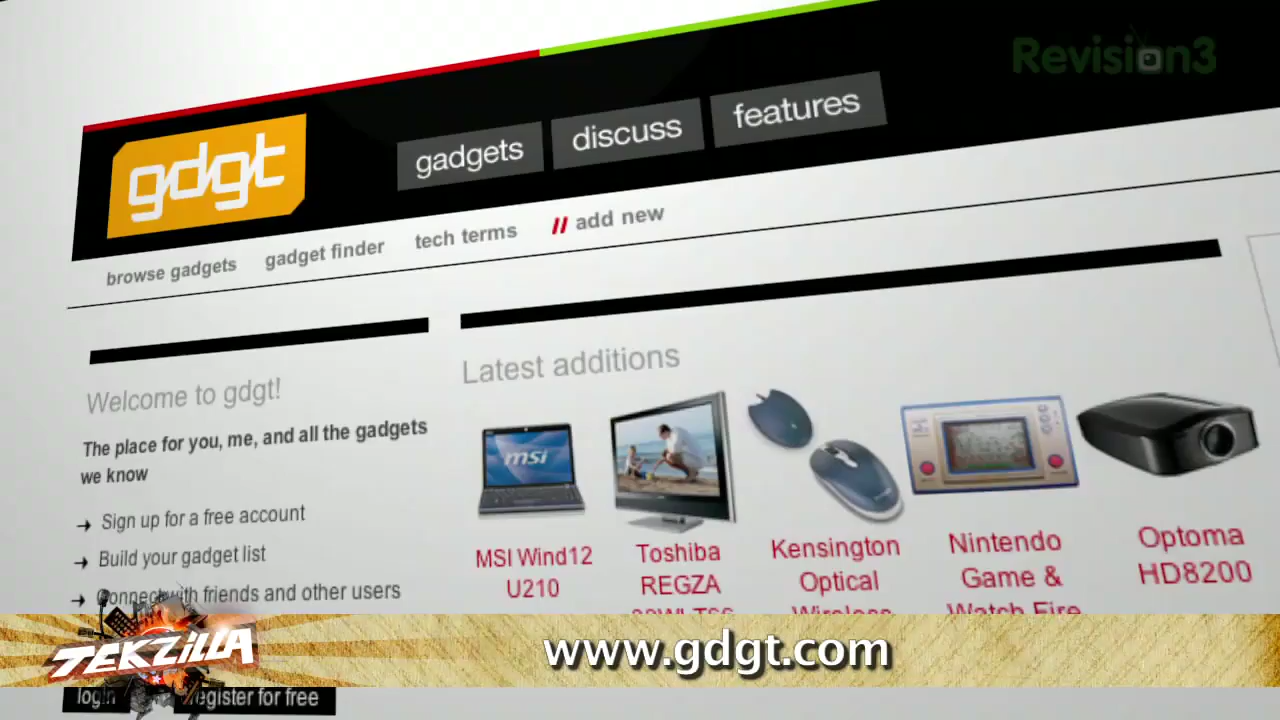 Revision3
gdgt
gadgets
discuss
features
browse gadgets
gadget finder
tech terms
// add new
Welcome to gdgt!
The place for you, me, and all the gadgets
we know
Sign up for a free account
Build your gadget list
Connect with friends and other users
Latest additions
msi
MSI Wind12
U210
Toshiba
REGZA
Kensington
Optical
Wireless
Nintendo
Game &
Watch Fire
Optoma
HD8200
TEKZILLA
www.gdgt.com
login
register for free